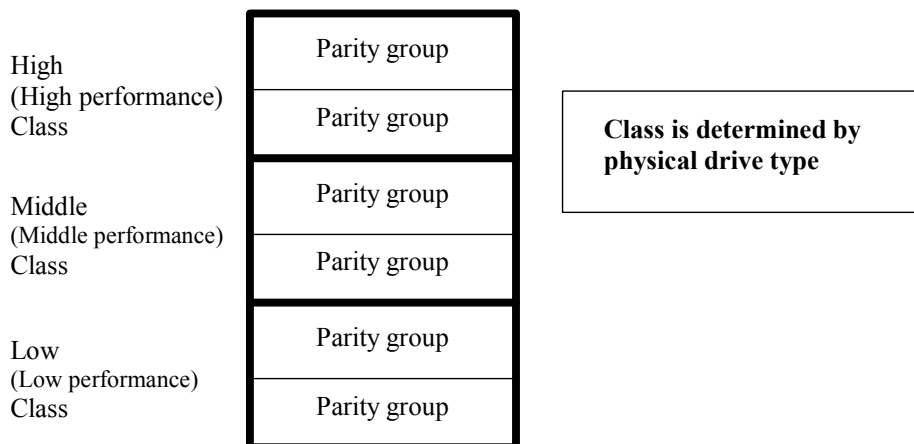 High
(High performance)
Class
Parity group
Parity group
Middle
(Middle performance)
Class
Parity group
Parity group
Low
(Low performance)
Class
Parity group
Parity group
Class is determined by
physical drive type